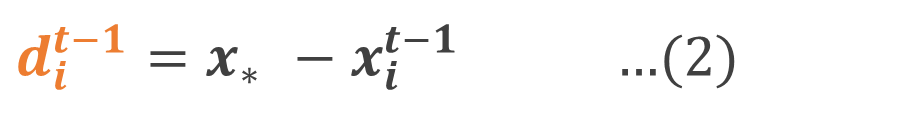 d_i^{t−1} = x_* − x_i^{t−1} ...(2)